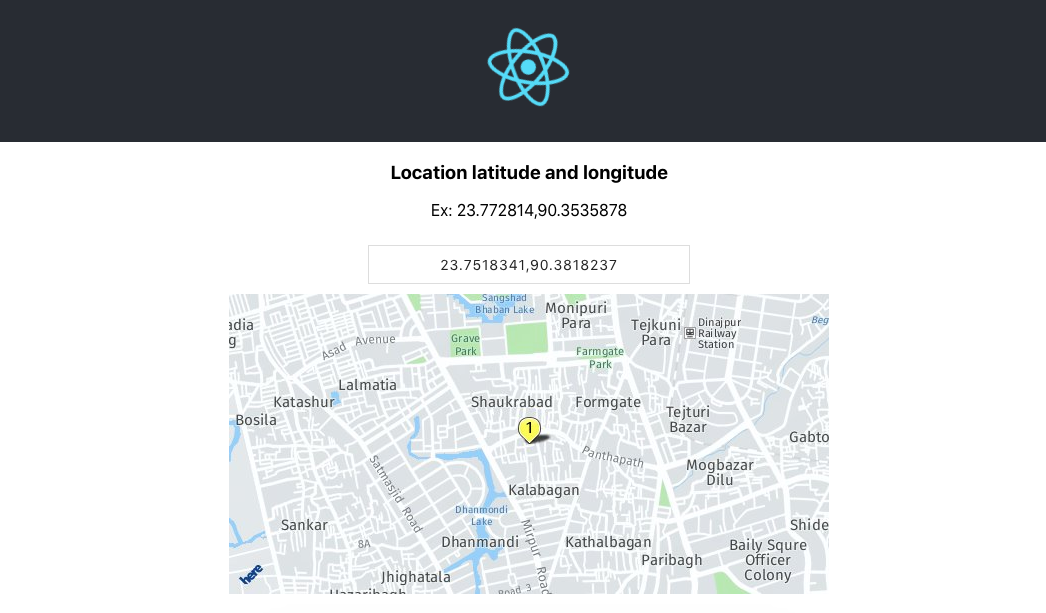 Location latitude and longitude
Ex: 23.772814,90.3535878
23.7518341,90.3818237
Sangshad
Bhaban Lake
Monipuri
Para
Tejkuni
Para
Dinajpur
Railway
Station
Beg
adia
g
Asad Avenue
Grave
Park
Farmgate
Park
Lalmatia
Katashur
Shaukrabad
Formgate
Bosila
Tejturi
Bazar
1
Gabto
Panthapath
Satmasjid Road
Mogbazar
Dilu
Kalabagan
Dhanmondi
Lake
Sankar
Mirpur Road
Shide
8A
Dhanmandi
Kathalbagan
Paribagh
Baily Squre
Officer
Colony
here
Jhighatala
Road 3
Hazaribagh